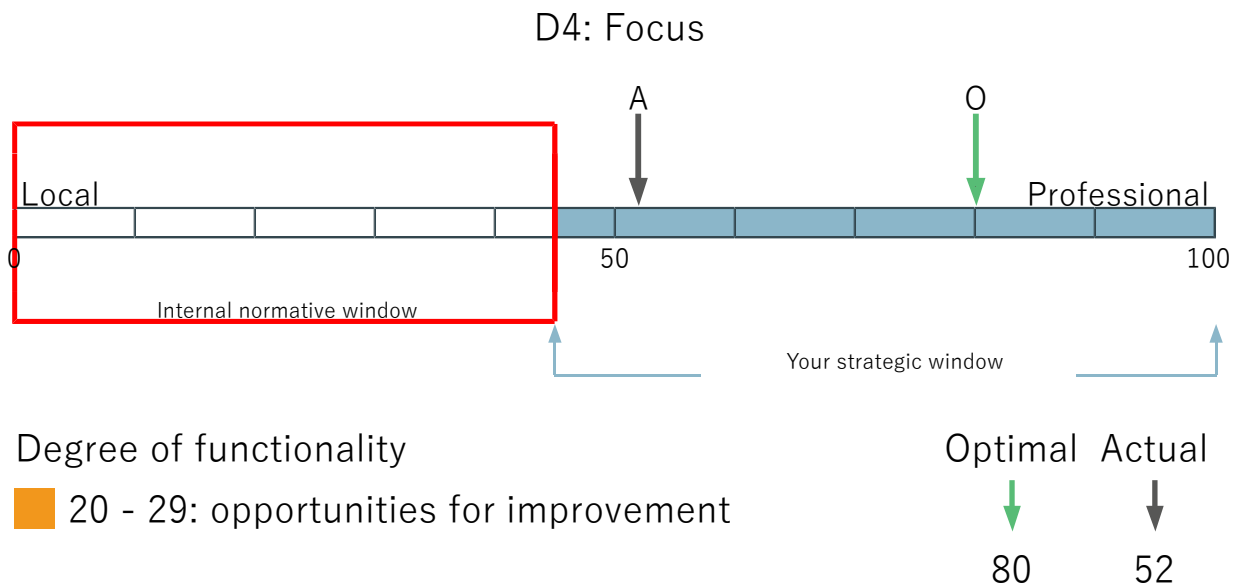 D4: Focus
A
O
Local
Professional
0
50
100
Internal normative window
Your strategic window
Degree of functionality
Optimal
Actual
20 - 29: opportunities for improvement
80
52